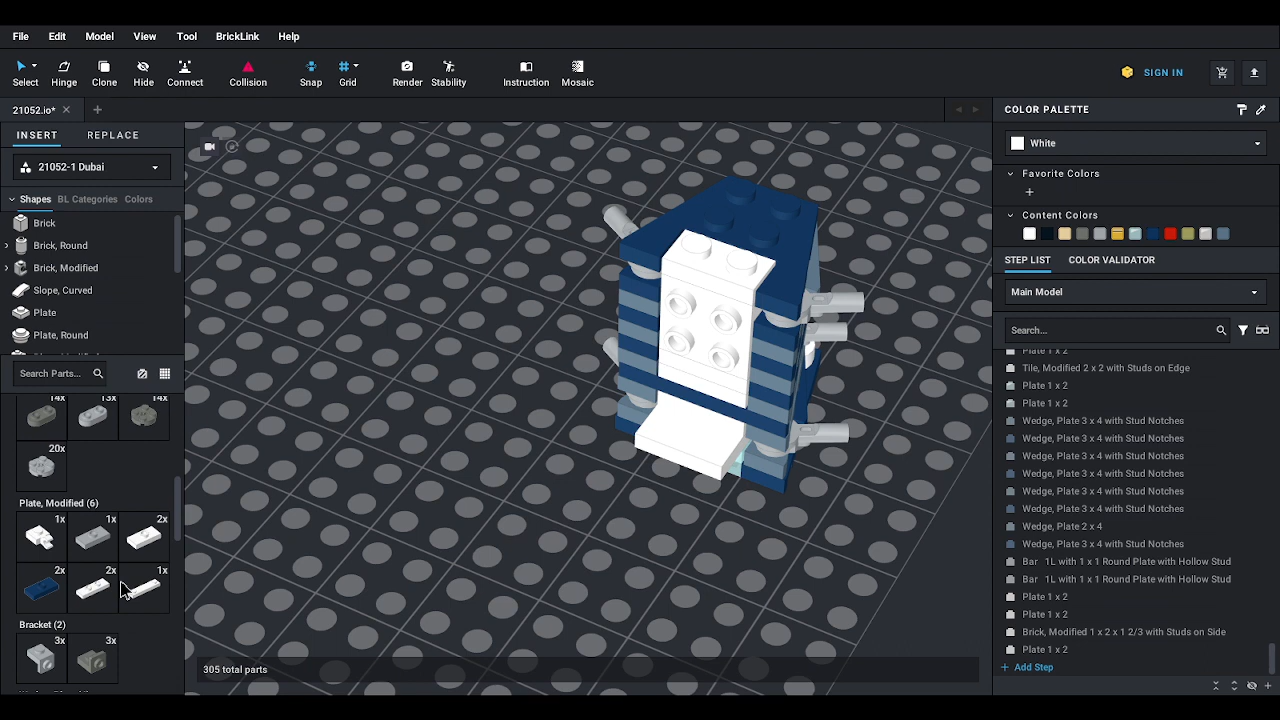 File Edit Model View Tool BrickLink Help
Select Hinge Clone Hide Connect Collision Snap Grid Render Stability Instruction Mosaic SIGN IN
21052.io*
INSERT REPLACE
21052-1 Dubai
Shapes BL Categories Colors
Brick
Brick, Round
Brick, Modified
Slope, Curved
Plate
Plate, Round
Search Parts...
14x 13x 14x
20x
Plate, Modified (6)
1x 1x 2x
2x 2x 1x
Bracket (2)
3x 3x
305 total parts
COLOR PALETTE
White
Favorite Colors
Content Colors
STEP LIST COLOR VALIDATOR
Main Model
Search...
Plate 1 x 2
Tile, Modified 2 x 2 with Studs on Edge
Plate 1 x 2
Plate 1 x 2
Wedge, Plate 3 x 4 with Stud Notches
Wedge, Plate 3 x 4 with Stud Notches
Wedge, Plate 3 x 4 with Stud Notches
Wedge, Plate 3 x 4 with Stud Notches
Wedge, Plate 3 x 4 with Stud Notches
Wedge, Plate 3 x 4 with Stud Notches
Wedge, Plate 2 x 4
Wedge, Plate 3 x 4 with Stud Notches
Bar 1L with 1 x 1 Round Plate with Hollow Stud
Bar 1L with 1 x 1 Round Plate with Hollow Stud
Plate 1 x 2
Plate 1 x 2
Brick, Modified 1 x 2 x 1 2/3 with Studs on Side
Plate 1 x 2
Add Step